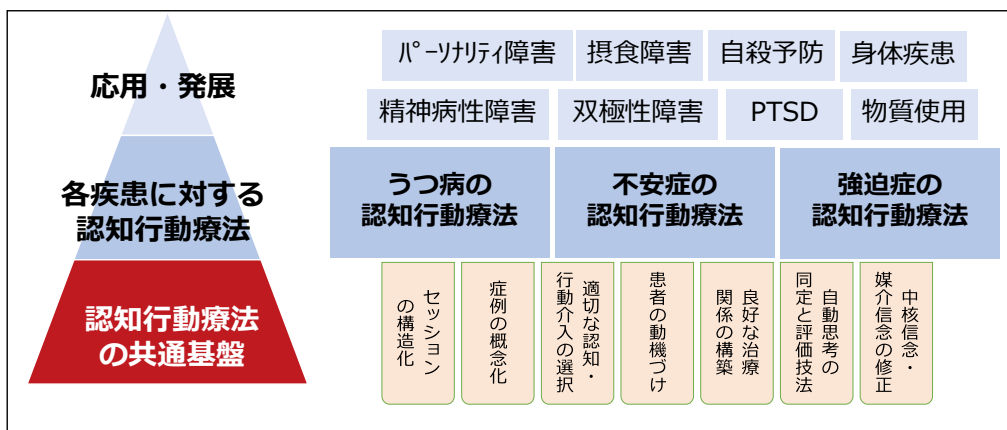 応用・発展
ﾊﾟｰｿﾅﾘﾃｨ障害
摂食障害
自殺予防
身体疾患
精神病性障害
双極性障害
PTSD
物質使用
各疾患に対する
認知行動療法
うつ病の
認知行動療法
不安症の
認知行動療法
強迫症の
認知行動療法
認知行動療法
の共通基盤
セッション
の構造化
症例の概念化
適切な認知・
行動介入の選択
患者の動機づけ
良好な治療
関係の構築
自動思考の
同定と評価技法
中核信念・
媒介信念の修正